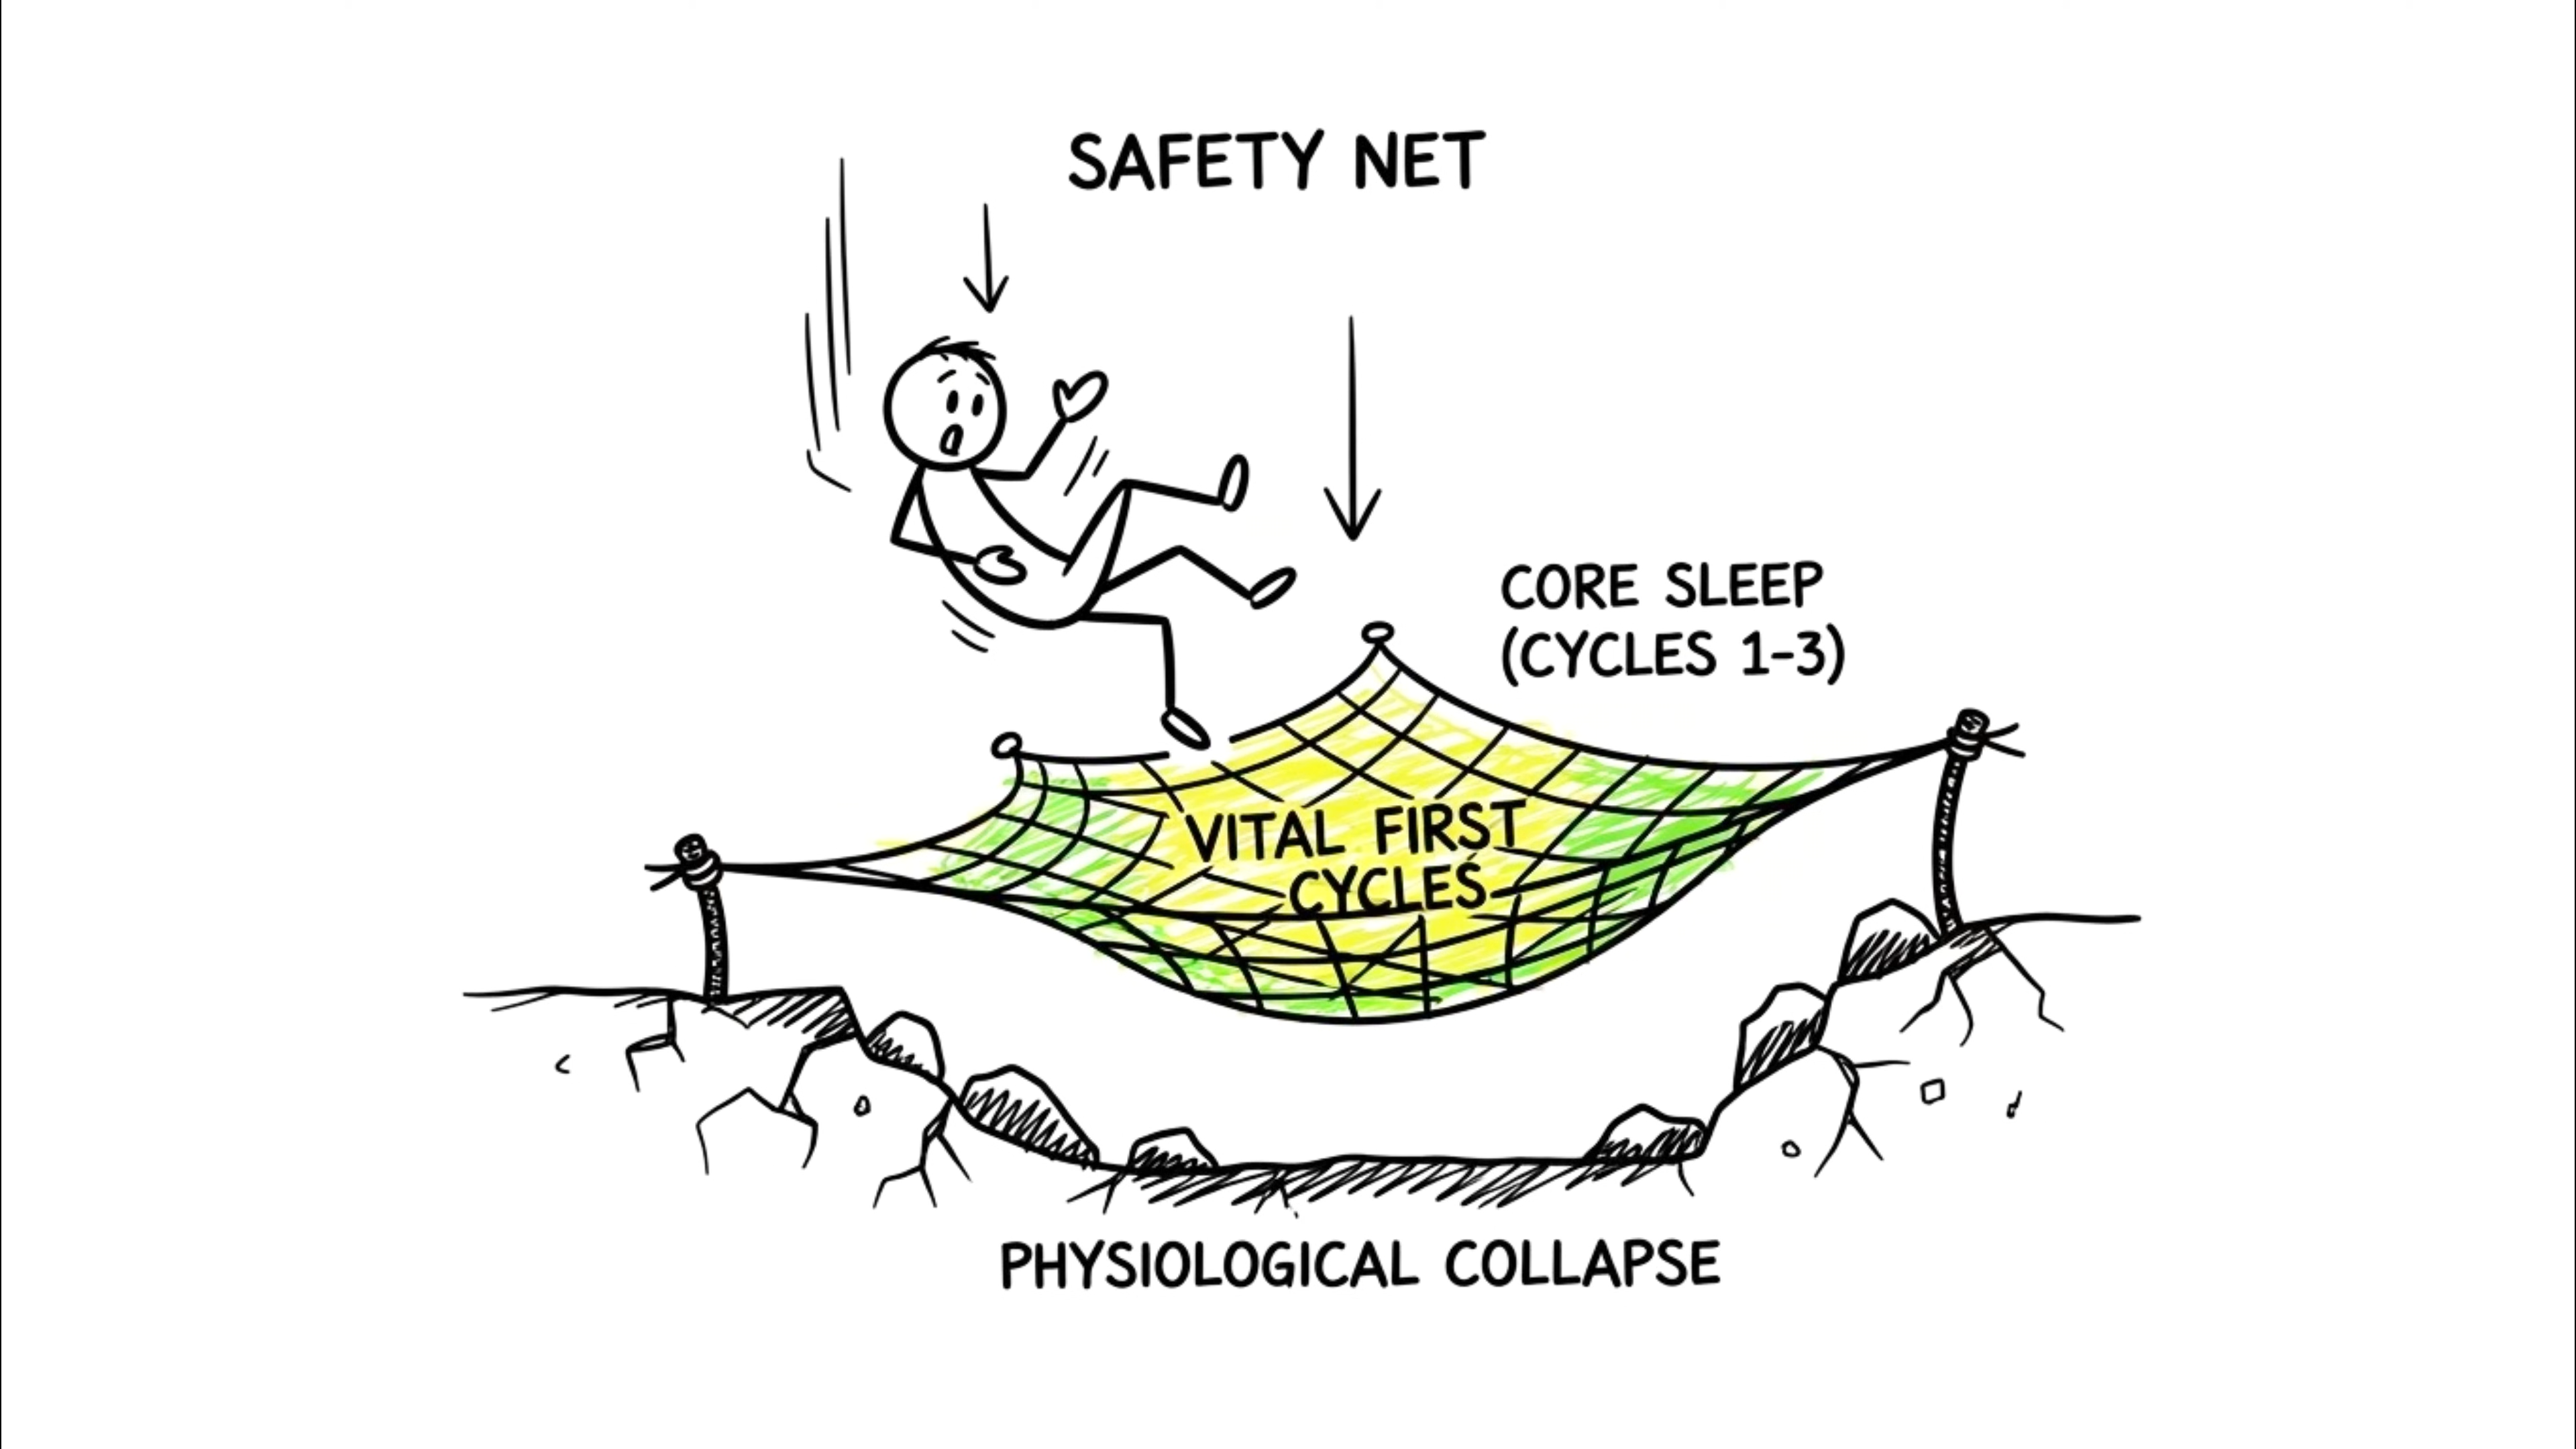 SAFETY NET
CORE SLEEP
(CYCLES 1-3)
VITAL FIRST
CYCLES
PHYSIOLOGICAL COLLAPSE